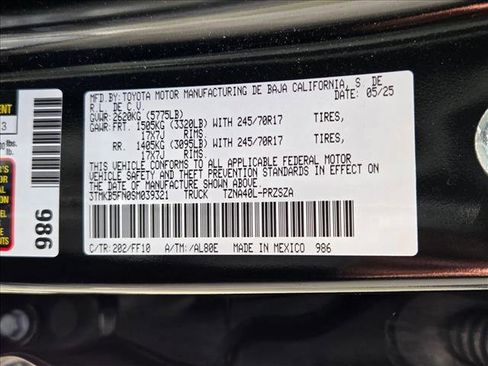 MFD.BY:TOYOTA MOTOR MANUFACTURING DE BAJA CALIFORNIA, S. DE
R.L. DE C.V. DATE: 05/25
GVWR:2620KG (5775LB)
GAWR:FRT. 1505KG (3320LB) WITH 245/70R17 TIRES,
17X7J RIMS.
RR. 1405KG (3095LB) WITH 245/70R17 TIRES,
17X7J RIMS.
THIS VEHICLE CONFORMS TO ALL APPLICABLE FEDERAL MOTOR
VEHICLE SAFETY AND THEFT PREVENTION STANDARDS IN EFFECT ON
THE DATE OF MANUFACTURE SHOWN ABOVE.
3TMKB5FN0SM039321 TRUCK TZNA40L-PRZSZA
C/TR:202/FF10 A/TM:/AL80E MADE IN MEXICO 986
986
ENT
3
lbs.